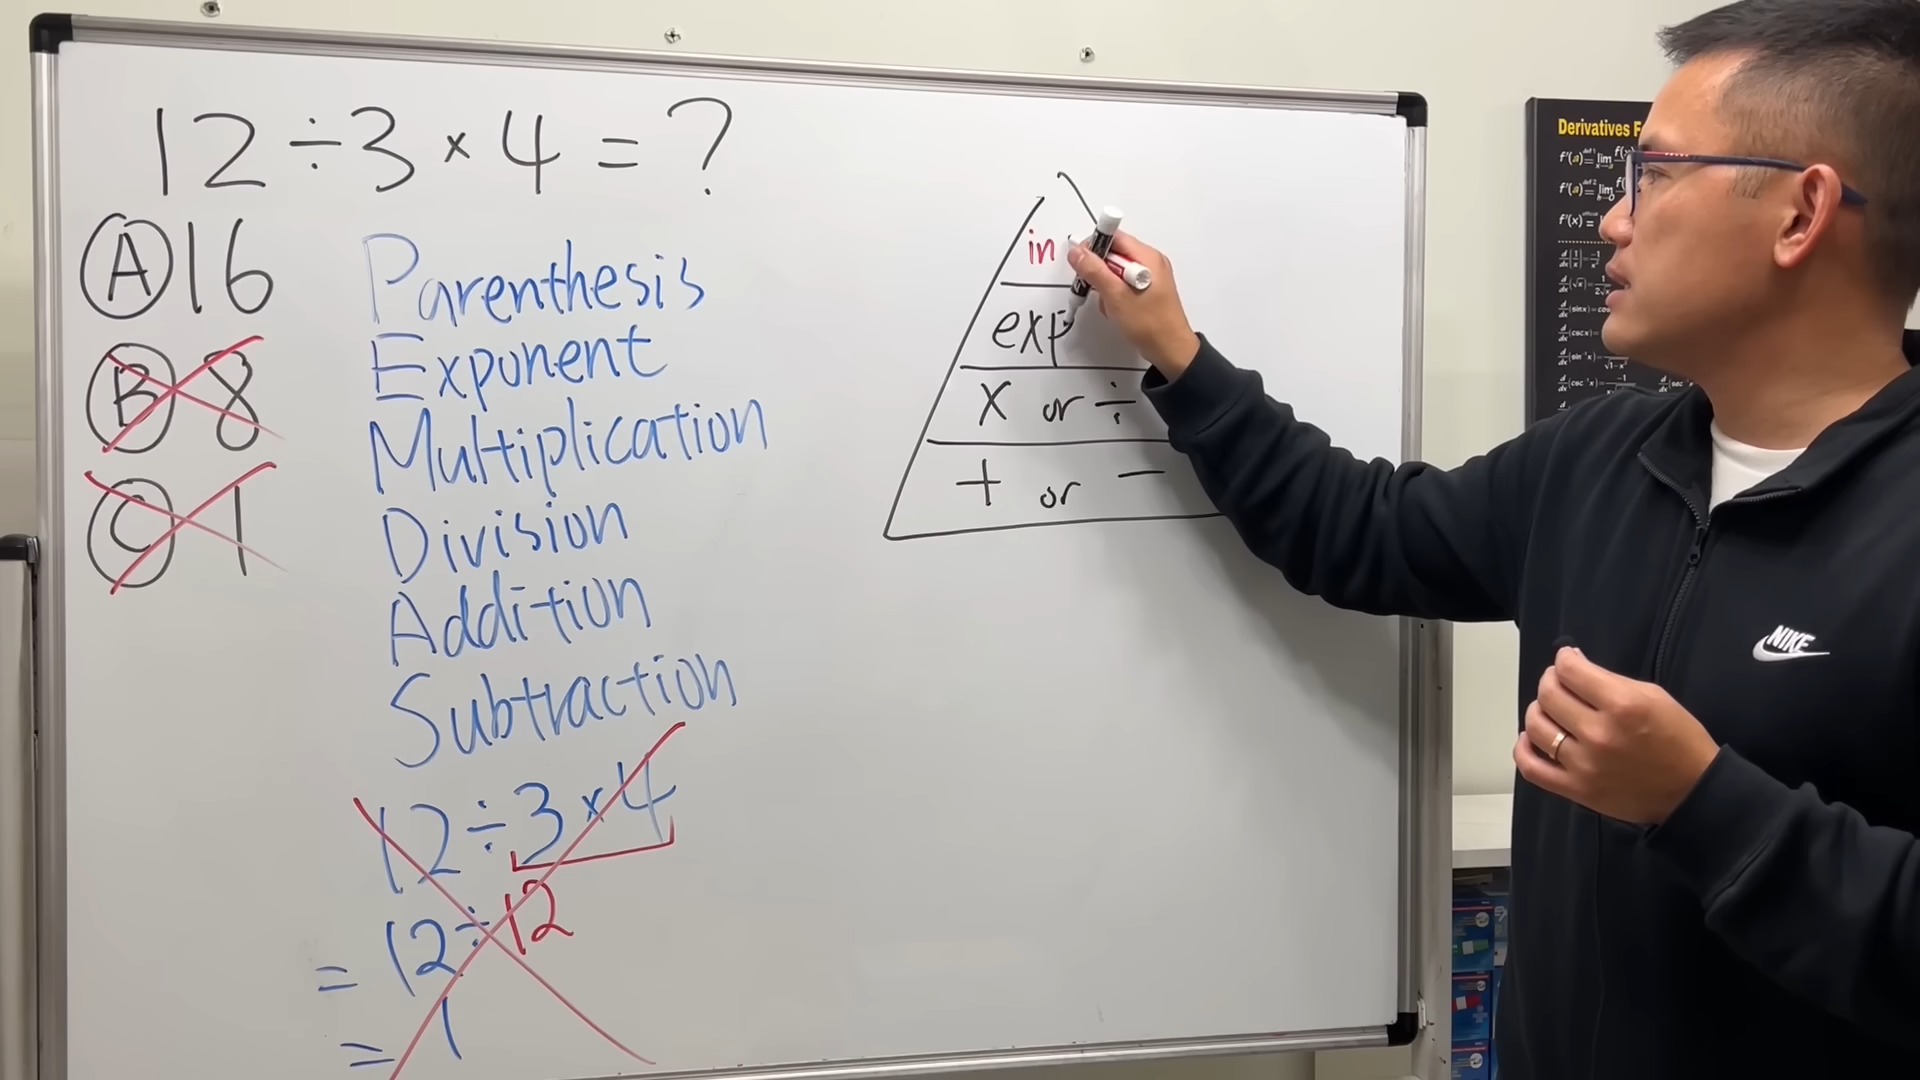 12÷3×4=?
A 16
B 8
C 1
Parenthesis
Exponent
Multiplication
Division
Addition
Subtraction
12÷3×4
=12÷12
=1
in
exp
× or ÷
+ or −
NIKE
f'(x)=